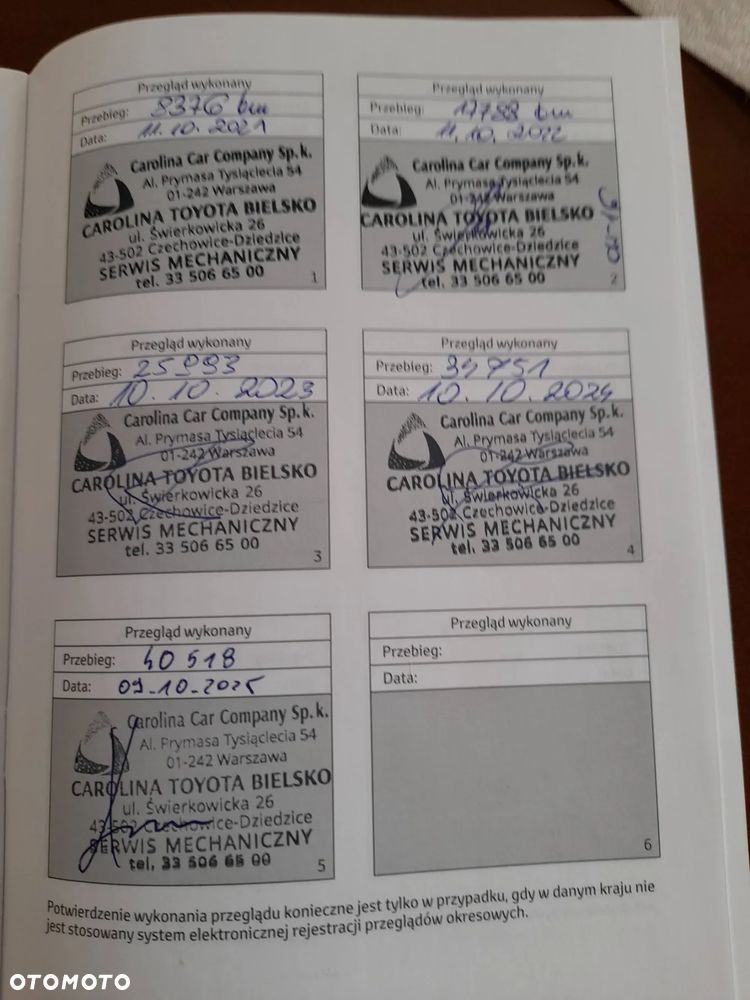 Przegląd wykonany
Przebieg: 8376 km
Data: 11.10.2021
Carolina Car Company Sp.k.
Al. Prymasa Tysiąclecia 54
01-242 Warszawa
CAROLINA TOYOTA BIELSKO
ul. Świerkowicka 26
43-502 Czechowice-Dziedzice
SERWIS MECHANICZNY
tel. 33 506 65 00
1
Przegląd wykonany
Przebieg: 17788 km
Data: 11.10.2022
Carolina Car Company Sp.k.
Al. Prymasa Tysiąclecia 54
01-242 Warszawa
CAROLINA TOYOTA BIELSKO
ul. Świerkowicka 26
43-502 Czechowice-Dziedzice
SERWIS MECHANICZNY
tel. 33 506 65 00
2
Przegląd wykonany
Przebieg: 25993
Data: 10.10.2023
Carolina Car Company Sp.k.
Al. Prymasa Tysiąclecia 54
01-242 Warszawa
CAROLINA TOYOTA BIELSKO
ul. Świerkowicka 26
43-502 Czechowice-Dziedzice
SERWIS MECHANICZNY
tel. 33 506 65 00
3
Przegląd wykonany
Przebieg: 34751
Data: 10.10.2024
Carolina Car Company Sp.k.
Al. Prymasa Tysiąclecia 54
01-242 Warszawa
CAROLINA TOYOTA BIELSKO
ul. Świerkowicka 26
43-502 Czechowice-Dziedzice
SERWIS MECHANICZNY
tel. 33 506 65 00
4
Przegląd wykonany
Przebieg: 40518
Data: 09-10-2025
Carolina Car Company Sp.k.
Al. Prymasa Tysiąclecia 54
01-242 Warszawa
CAROLINA TOYOTA BIELSKO
ul. Świerkowicka 26
43-502 Czechowice-Dziedzice
SERWIS MECHANICZNY
tel. 33 506 65 00
5
Przegląd wykonany
Przebieg:
Data:
6
Potwierdzenie wykonania przeglądu konieczne jest tylko w przypadku, gdy w danym kraju nie
jest stosowany system elektronicznej rejestracji przeglądów okresowych.
OTOMOTO